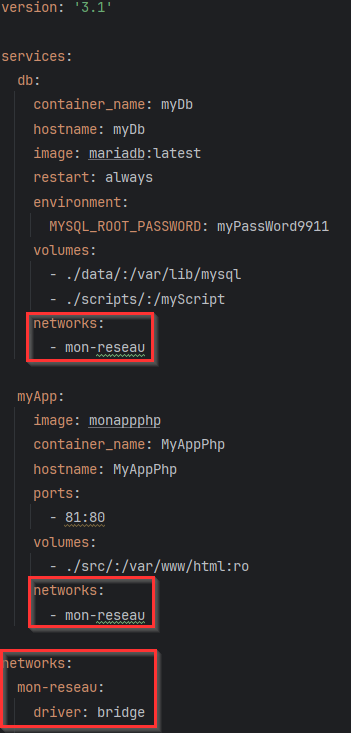 version: '3.1'
services:
db:
container_name: myDb
hostname: myDb
image: mariadb:latest
restart: always
environment:
MYSQL_ROOT_PASSWORD: myPassWord9911
volumes:
- ./data/:/var/lib/mysql
- ./scripts/:/myScript
networks:
- mon-reseau
myApp:
image: monappphp
container_name: MyAppPhp
hostname: MyAppPhp
ports:
- 81:80
volumes:
- ./src/:/var/www/html:ro
networks:
- mon-reseau
networks:
mon-reseau:
driver: bridge